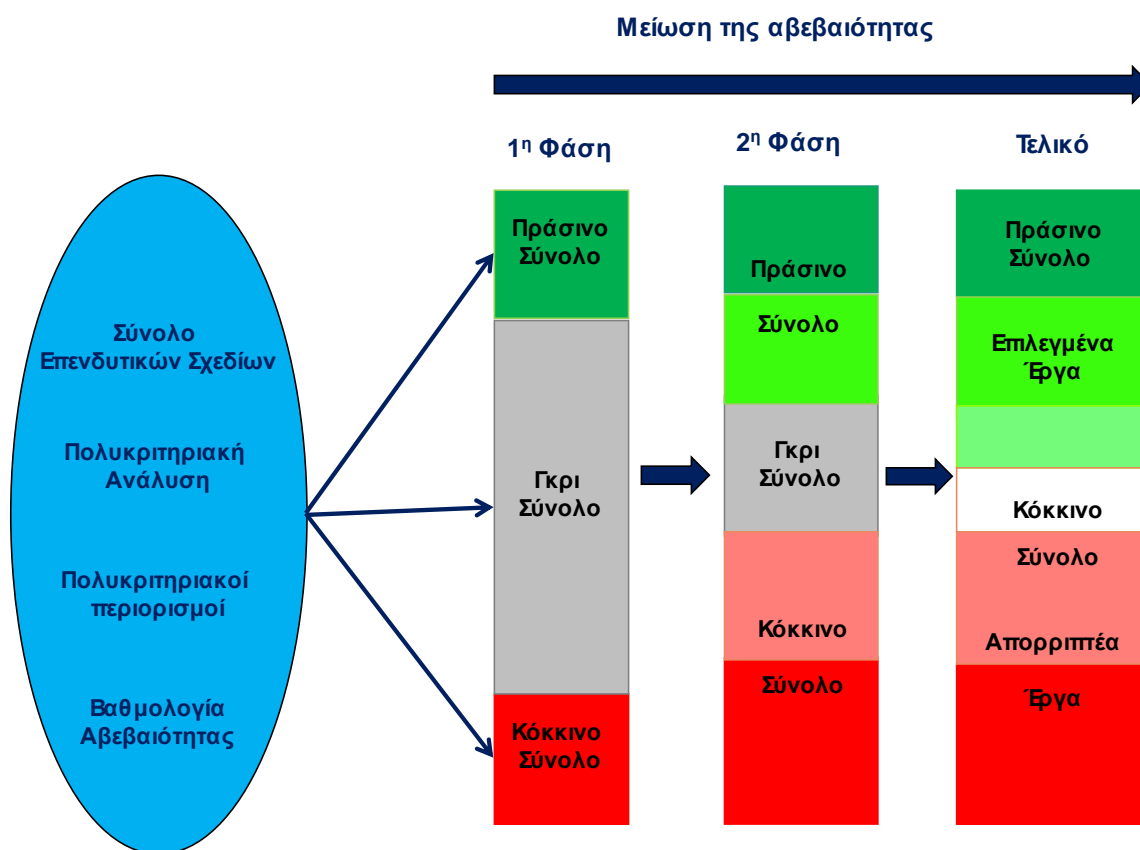 Μείωση της αβεβαιότητας
1η Φάση
2η Φάση
Τελικό
Σύνολο
Επενδυτικών Σχεδίων
Πολυκριτηριακή
Ανάλυση
Πολυκριτηριακοί
περιορισμοί
Βαθμολογία
Αβεβαιότητας
Πράσινο
Σύνολο
Γκρι
Σύνολο
Κόκκινο
Σύνολο
Πράσινο
Σύνολο
Γκρι
Σύνολο
Κόκκινο
Σύνολο
Πράσινο
Σύνολο
Επιλεγμένα
Έργα
Κόκκινο
Σύνολο
Απορριπτέα
Έργα